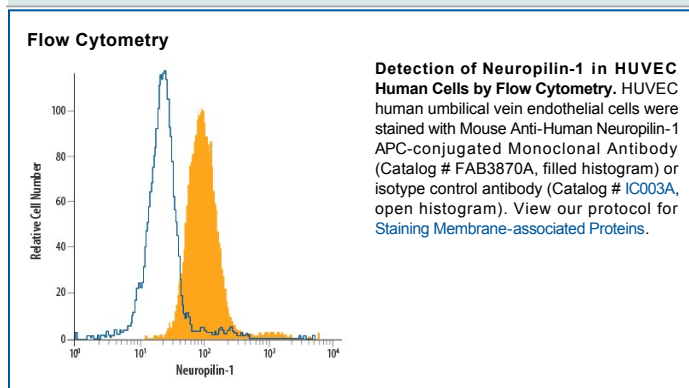 Flow Cytometry
Detection of Neuropilin-1 in HUVEC
Human Cells by Flow Cytometry. HUVEC
human umbilical vein endothelial cells were
stained with Mouse Anti-Human Neuropilin-1
APC-conjugated Monoclonal Antibody
(Catalog # FAB3870A, filled histogram) or
isotype control antibody (Catalog # IC003A,
open histogram). View our protocol for
Staining Membrane-associated Proteins.
Relative Cell Number
100
80
60
40
20
0
10⁰ 10¹ 10² 10³ 10⁴
Neuropilin-1